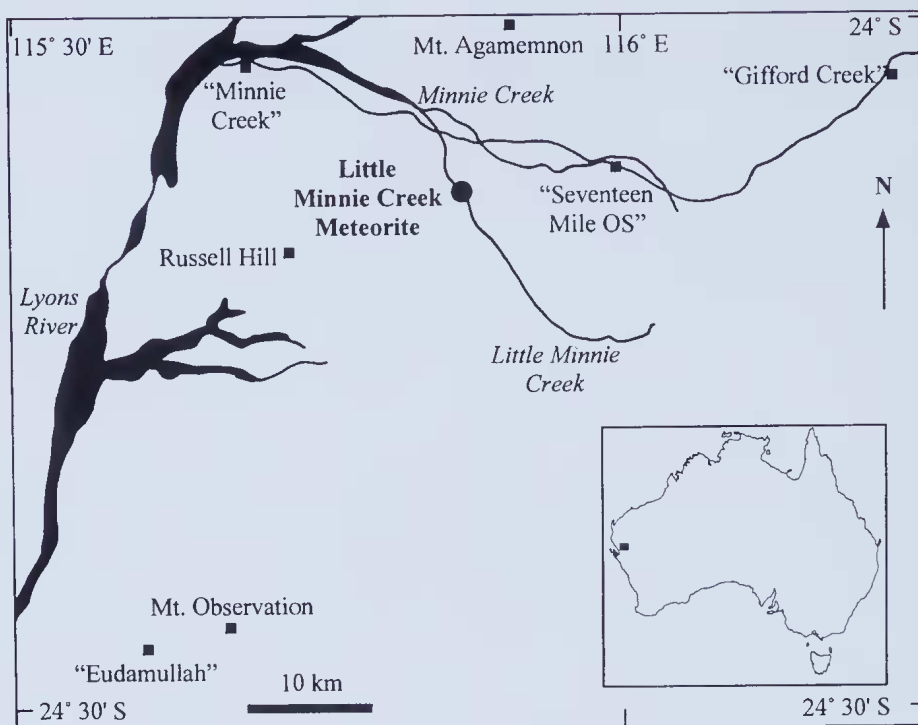 115° 30' E
Mt. Agamemnon
116° E
24° S
"Gifford Creek"
"Minnie
Creek"
Minnie Creek
Little
Minnie Creek
Meteorite
"Seventeen
Mile OS"
N
Russell Hill
Lyons
River
Little Minnie
Creek
Mt. Observation
"Eudamullah"
10 km
24° 30' S
24° 30' S